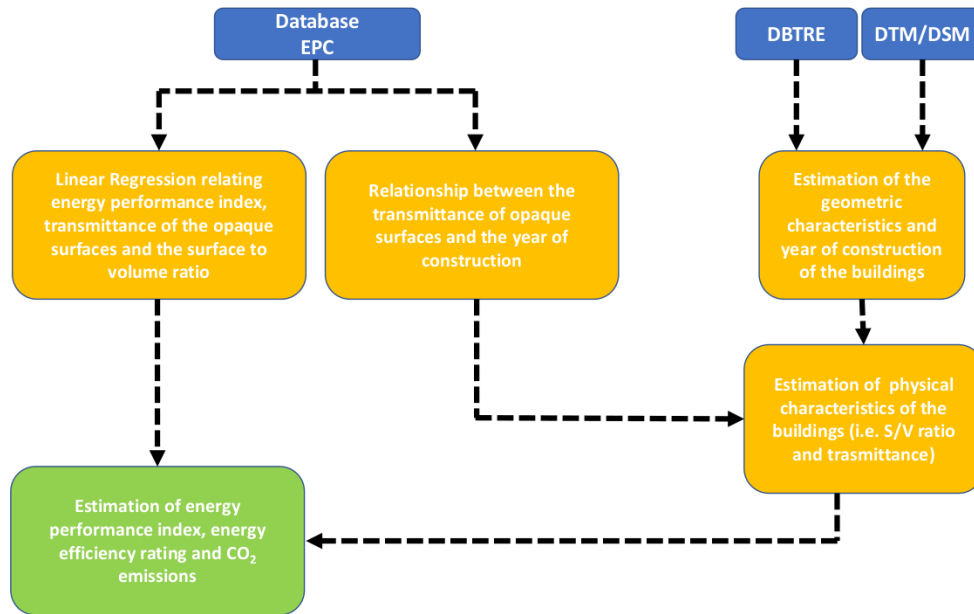 Database
EPC
DBTRE
DTM/DSM
Linear Regression relating
energy performance index,
transmittance of the opaque
surfaces and the surface to
volume ratio
Relationship between the
transmittance of opaque
surfaces and the year of
construction
Estimation of the
geometric
characteristics and
year of construction
of the buildings
Estimation of physical
characteristics of the
buildings (i.e. S/V ratio
and trasmittance)
Estimation of energy
performance index, energy
efficiency rating and CO₂
emissions